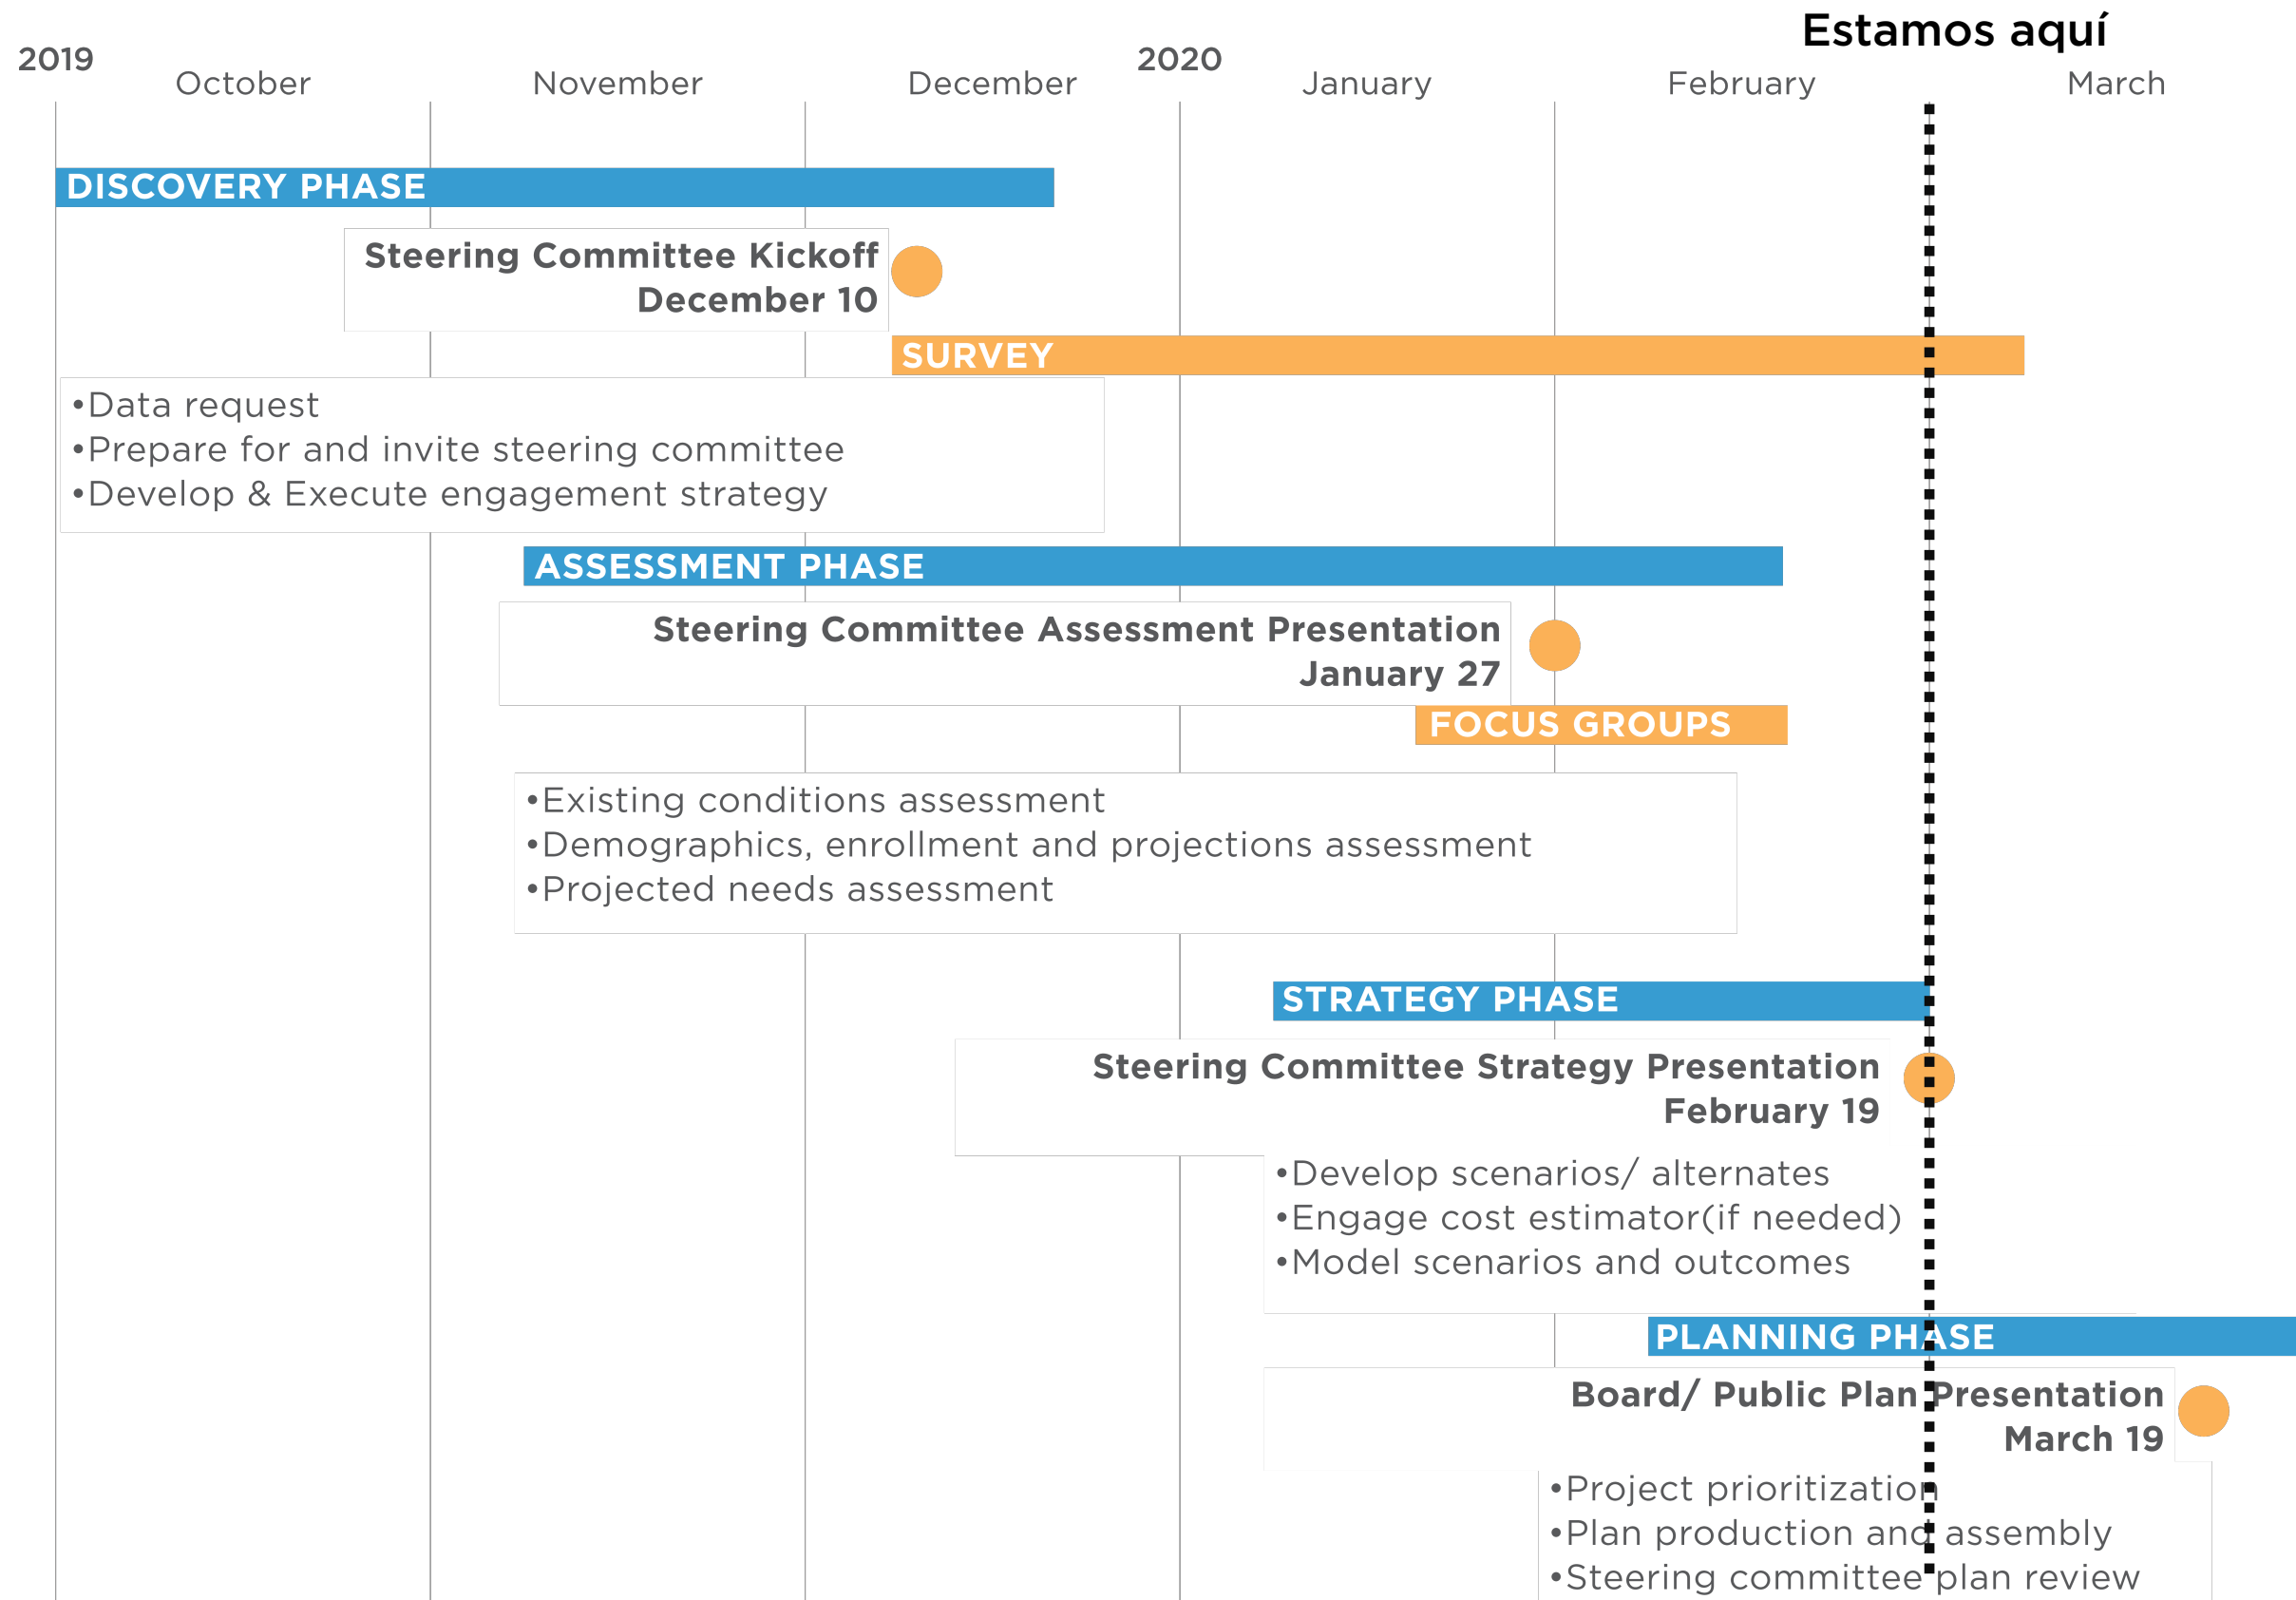 Estamos aquí
2019
2020
October
November
December
January
February
March
DISCOVERY PHASE
Steering Committee Kickoff
December 10
SURVEY
•Data request
•Prepare for and invite steering committee
•Develop & Execute engagement strategy
ASSESSMENT PHASE
Steering Committee Assessment Presentation
January 27
FOCUS GROUPS
•Existing conditions assessment
•Demographics, enrollment and projections assessment
•Projected needs assessment
STRATEGY PHASE
Steering Committee Strategy Presentation
February 19
•Develop scenarios/ alternates
•Engage cost estimator(if needed)
•Model scenarios and outcomes
PLANNING PHASE
Board/ Public Plan Presentation
March 19
•Project prioritization
•Plan production and assembly
•Steering committee plan review